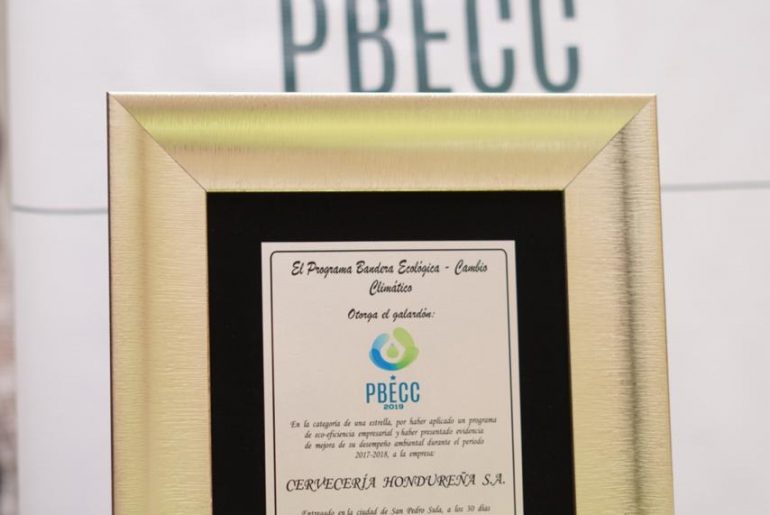 PBECC
El Programa Bandera Ecológica - Cambio
Climático
Otorga el galardón:
PBECC
2019
En la categoria de una estrella, por haber aplicado un programa
de eco-eficiencia empresarial y haber presentado evidencia
de mejora de su desempeño ambiental durante el periodo
2017-2018, a la empresa:
CERVECERÍA HONDUREÑA S.A.
Entregado en la ciudad de San Pedro Sula, a los 30 días